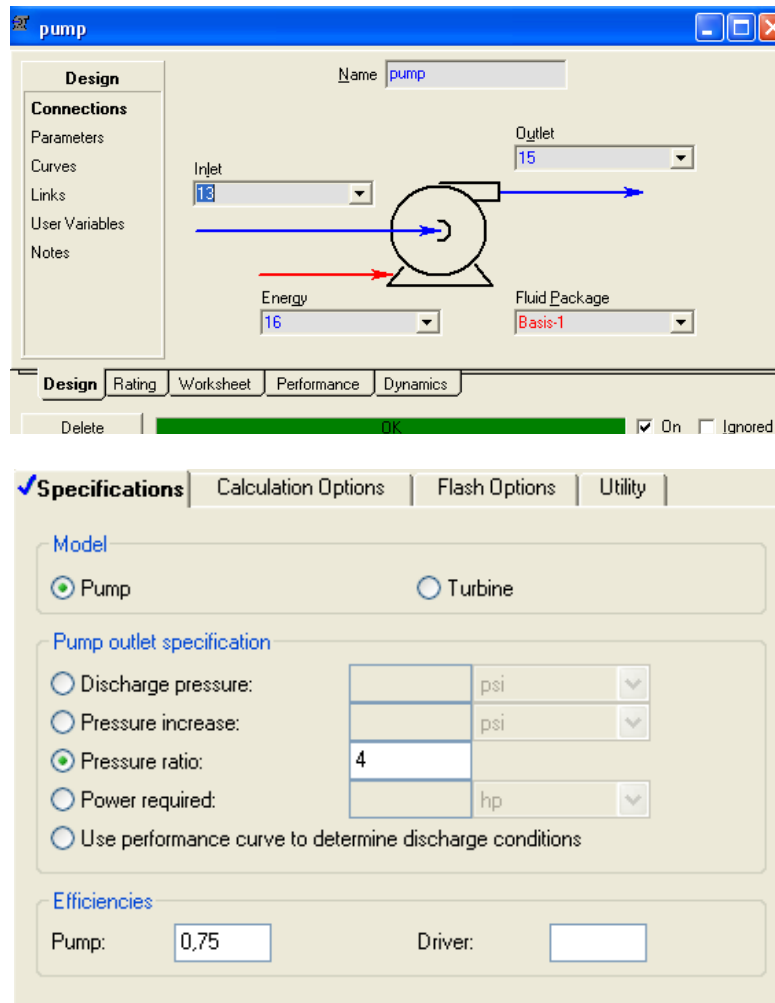 pump
Design
Connections
Parameters
Curves
Links
User Variables
Notes
Name pump
Inlet
13
Outlet
15
Energy
16
Fluid Package
Basis-1
Design Rating Worksheet Performance Dynamics
Delete OK On Ignored
Specifications Calculation Options Flash Options Utility
Model
Pump Turbine
Pump outlet specification
Discharge pressure: psi
Pressure increase: psi
Pressure ratio: 4
Power required: hp
Use performance curve to determine discharge conditions
Efficiencies
Pump: 0,75 Driver: